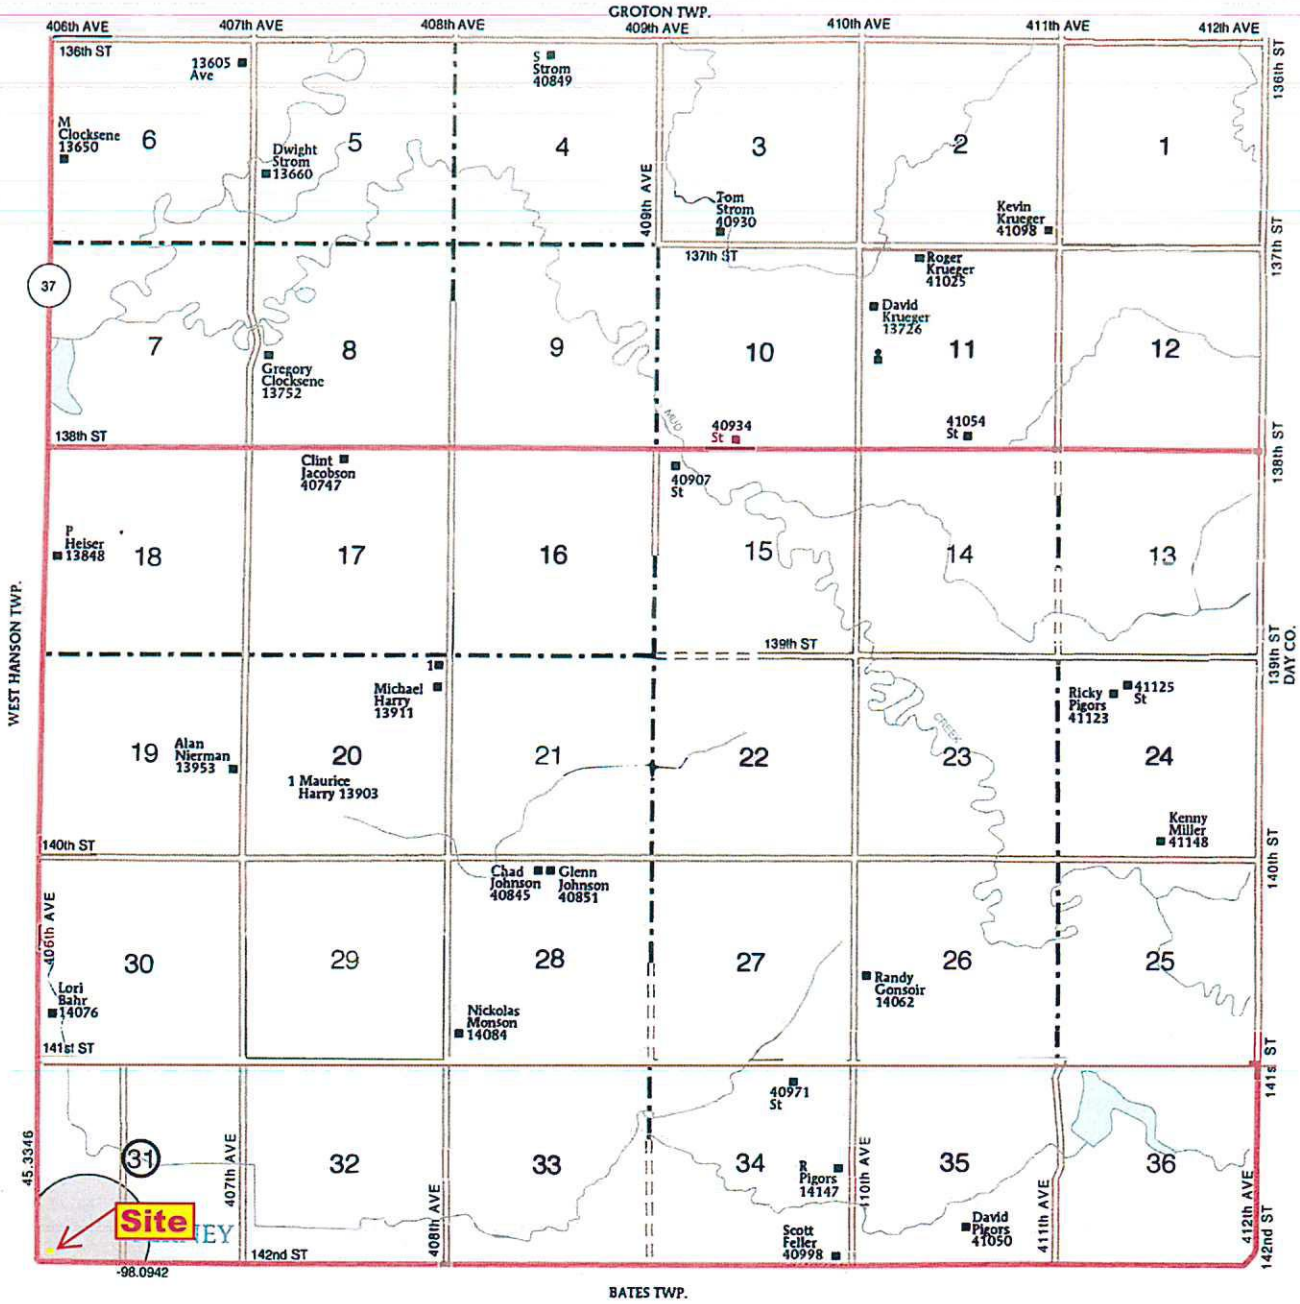 GROTON TWP.
406th AVE
407th AVE
408th AVE
409th AVE
410th AVE
411th AVE
412th AVE
136th ST
136th ST
13605
Ave
S
Strom
40849
M
Clocksene
13650
6
5
4
3
2
1
Dwight
Strom
13660
409th AVE
Tom
Strom
40930
Kevin
Krueger
41098
137th ST
137th ST
37
Roger
Krueger
41025
David
Krueger
13726
7
8
9
10
11
12
Gregory
Clocksene
13752
MUD
40934
St
41054
St
138th ST
138th ST
Clint
Jacobson
40747
40907
St
P
Heiser
13848
18
17
16
15
14
13
WEST HANSON TWP.
139th ST
139th ST
DAY CO.
1
Michael
Harry
13911
Ricky
Pigors
41123
41125
St
CREEK
19
Alan
Nierman
13953
20
21
22
23
24
1 Maurice
Harry 13903
Kenny
Miller
41148
140th ST
140th ST
Chad
Johnson
40845
Glenn
Johnson
40851
406th AVE
30
29
28
27
26
25
Lori
Bahr
14076
Randy
Gonsoir
14062
Nickolas
Monson
14084
141st ST
141st ST
40971
St
45.3346
31
407th AVE
32
408th AVE
33
34
R
Pigors
14147
410th AVE
35
411th AVE
36
412th AVE
Site
NEY
142nd ST
142nd ST
Scott
Feller
40998
David
Pigors
41050
-98.0942
BATES TWP.